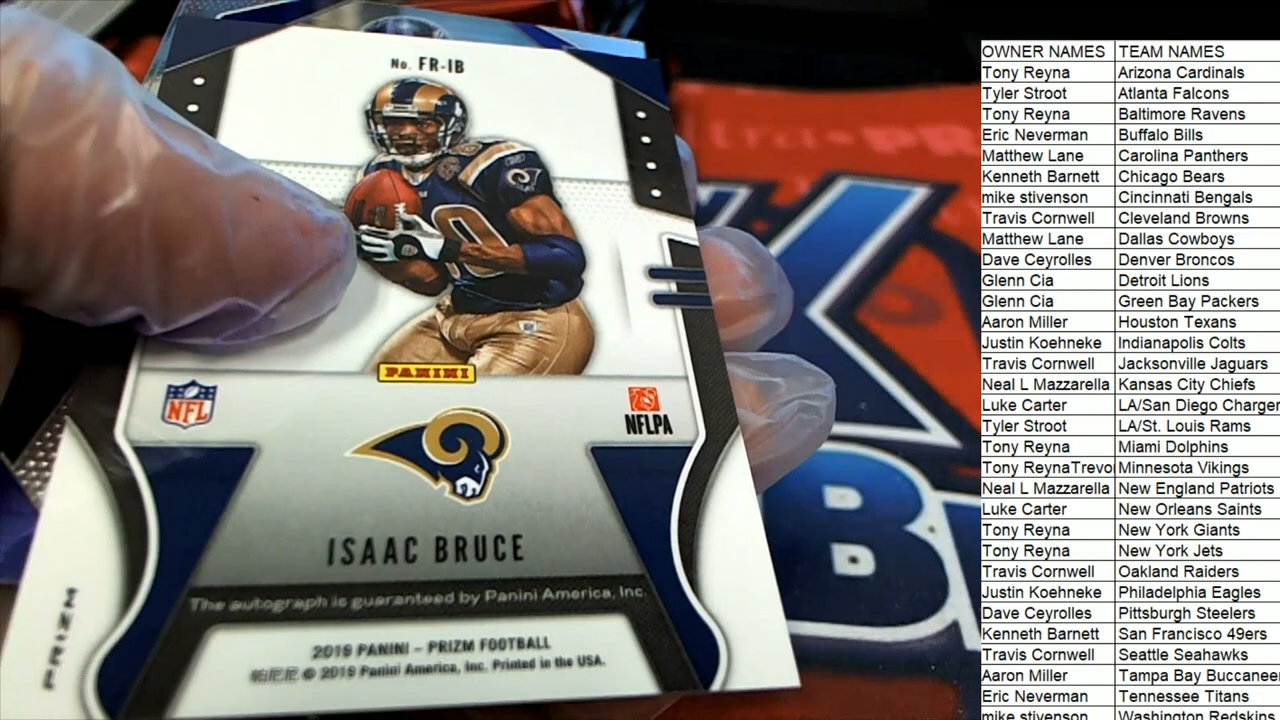 No. FR-IB
PANINI
NFL
NFLPA
ISAAC BRUCE
The autograph is guaranteed by Panini America, Inc.
2019 PANINI – PRIZM FOOTBALL
© 2019 Panini America, Inc. Printed in the USA.
OWNER NAMES TEAM NAMES
Tony Reyna Arizona Cardinals
Tyler Stroot Atlanta Falcons
Tony Reyna Baltimore Ravens
Eric Neverman Buffalo Bills
Matthew Lane Carolina Panthers
Kenneth Barnett Chicago Bears
mike stivenson Cincinnati Bengals
Travis Cornwell Cleveland Browns
Matthew Lane Dallas Cowboys
Dave Ceyrolles Denver Broncos
Glenn Cia Detroit Lions
Glenn Cia Green Bay Packers
Aaron Miller Houston Texans
Justin Koehneke Indianapolis Colts
Travis Cornwell Jacksonville Jaguars
Neal L Mazzarella Kansas City Chiefs
Luke Carter LA/San Diego Charger
Tyler Stroot LA/St. Louis Rams
Tony Reyna Miami Dolphins
Tony ReynaTrevo Minnesota Vikings
Neal L Mazzarella New England Patriots
Luke Carter New Orleans Saints
Tony Reyna New York Giants
Tony Reyna New York Jets
Travis Cornwell Oakland Raiders
Justin Koehneke Philadelphia Eagles
Dave Ceyrolles Pittsburgh Steelers
Kenneth Barnett San Francisco 49ers
Travis Cornwell Seattle Seahawks
Aaron Miller Tampa Bay Buccanee
Eric Neverman Tennessee Titans
mike stivenson Washington Redskins